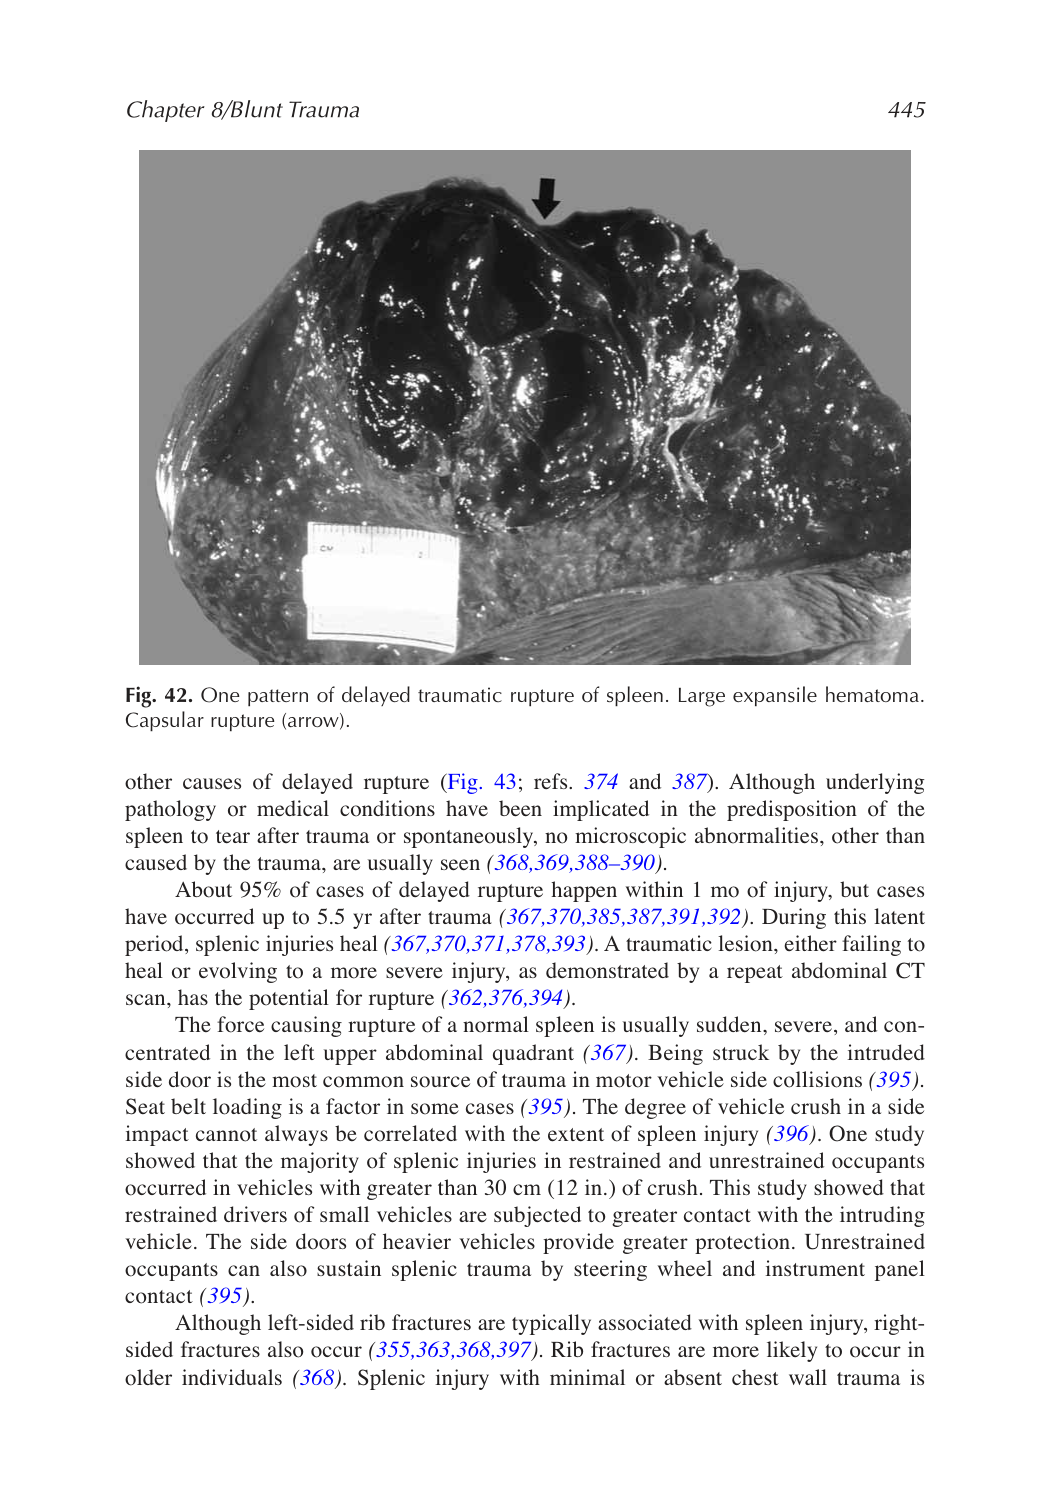 Chapter 8/Blunt Trauma 445
CM 1 2
Fig. 42. One pattern of delayed traumatic rupture of spleen. Large expansile hematoma.
Capsular rupture (arrow).
other causes of delayed rupture (Fig. 43; refs. 374 and 387). Although underlying
pathology or medical conditions have been implicated in the predisposition of the
spleen to tear after trauma or spontaneously, no microscopic abnormalities, other than
caused by the trauma, are usually seen (368,369,388–390).
About 95% of cases of delayed rupture happen within 1 mo of injury, but cases
have occurred up to 5.5 yr after trauma (367,370,385,387,391,392). During this latent
period, splenic injuries heal (367,370,371,378,393). A traumatic lesion, either failing to
heal or evolving to a more severe injury, as demonstrated by a repeat abdominal CT
scan, has the potential for rupture (362,376,394).
The force causing rupture of a normal spleen is usually sudden, severe, and con-
centrated in the left upper abdominal quadrant (367). Being struck by the intruded
side door is the most common source of trauma in motor vehicle side collisions (395).
Seat belt loading is a factor in some cases (395). The degree of vehicle crush in a side
impact cannot always be correlated with the extent of spleen injury (396). One study
showed that the majority of splenic injuries in restrained and unrestrained occupants
occurred in vehicles with greater than 30 cm (12 in.) of crush. This study showed that
restrained drivers of small vehicles are subjected to greater contact with the intruding
vehicle. The side doors of heavier vehicles provide greater protection. Unrestrained
occupants can also sustain splenic trauma by steering wheel and instrument panel
contact (395).
Although left-sided rib fractures are typically associated with spleen injury, right-
sided fractures also occur (355,363,368,397). Rib fractures are more likely to occur in
older individuals (368). Splenic injury with minimal or absent chest wall trauma is